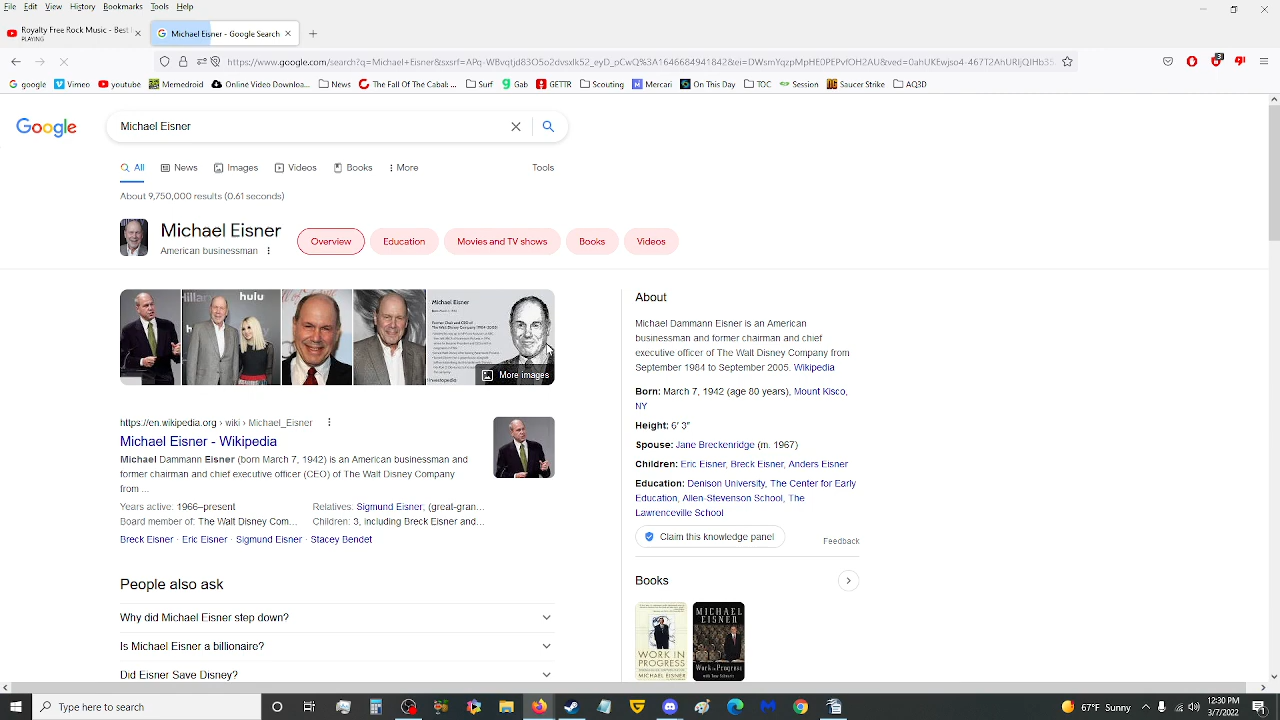 File Edit View History Bookmarks Tools Help
Royalty Free Rock Music - Best
PLAYING
Michael Eisner - Google Search
Google Vimeo youtube Memedroid Online Video Downloa... News The Fall Of The Cabal ... Surf Gab GETTR Scouting Mercari On This Day TOC Session Saucer Strike AQ3D
Google
Michael Eisner
All News Images Videos Books More Tools
About 9,750,000 results (0.61 seconds)
Michael Eisner
American businessman
Overview Education Movies and TV shows Books Videos
hulu
Michael Eisner
More images
About
Michael Dammann Eisner is an American
businessman and former chairman and chief
executive officer of The Walt Disney Company from
September 1984 to September 2005. Wikipedia
Born: March 7, 1942 (age 80 years), Mount Kisco,
NY
Height: 6′ 3″
Spouse: Jane Breckenridge (m. 1967)
Children: Eric Eisner, Breck Eisner, Anders Eisner
Education: Denison University, The Center for Early
Education, Allen-Stevenson School, The
Lawrenceville School
Claim this knowledge panel
Feedback
https://en.wikipedia.org › wiki › Michael_Eisner
Michael Eisner - Wikipedia
Michael Dammann Eisner (born March 7, 1942) is an American businessman and
former chairman and chief executive officer (CEO) of The Walt Disney Company
from ...
Years active: 1966–present Relatives: Sigmund Eisner, (great-gran...
Board member of: The Walt Disney Com... Children: 3, including Breck Eisner and...
Breck Eisner · Eric Eisner · Sigmund Eisner · Stacey Bendet
People also ask
Why did Michael Eisner step down?
Is Michael Eisner a billionaire?
Did Eisner Save Disney?
Books
WORK IN
PROGRESS
MICHAEL EISNER
MICHAEL
EISNER
Work in Progress
Type here to search
67°F Sunny
12:30 PM
3/7/2022